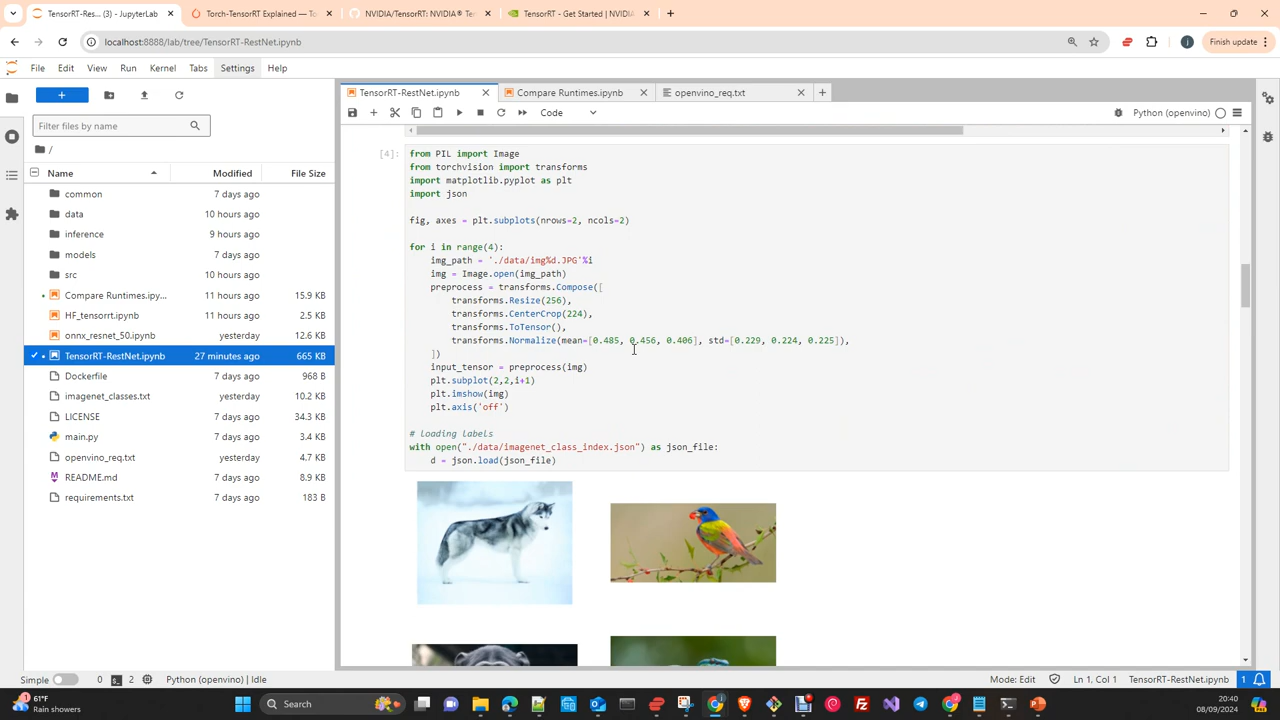 TensorRT-Res... (3) - JupyterLab
Torch-TensorRT Explained — To
NVIDIA/TensorRT: NVIDIA® Te
TensorRT - Get Started | NVIDIA
localhost:8888/lab/tree/TensorRT-RestNet.ipynb
Finish update
File Edit View Run Kernel Tabs Settings Help
TensorRT-RestNet.ipynb
Compare Runtimes.ipynb
openvino_req.txt
Code
Python (openvino)
Filter files by name
/
Name Modified File Size
common 7 days ago
data 10 hours ago
inference 9 hours ago
models 7 days ago
src 10 hours ago
Compare Runtimes.ipy... 11 hours ago 15.9 KB
HF_tensorrt.ipynb 11 hours ago 2.5 KB
onnx_resnet_50.ipynb yesterday 12.6 KB
TensorRT-RestNet.ipynb 27 minutes ago 665 KB
Dockerfile 7 days ago 968 B
imagenet_classes.txt yesterday 10.2 KB
LICENSE 7 days ago 34.3 KB
main.py 7 days ago 3.4 KB
openvino_req.txt 7 days ago 4.7 KB
README.md 7 days ago 8.9 KB
requirements.txt 7 days ago 183 B
[4]:
from PIL import Image
from torchvision import transforms
import matplotlib.pyplot as plt
import json
fig, axes = plt.subplots(nrows=2, ncols=2)
for i in range(4):
img_path = './data/img%d.JPG'%i
img = Image.open(img_path)
preprocess = transforms.Compose([
transforms.Resize(256),
transforms.CenterCrop(224),
transforms.ToTensor(),
transforms.Normalize(mean=[0.485, 0.456, 0.406], std=[0.229, 0.224, 0.225]),
])
input_tensor = preprocess(img)
plt.subplot(2,2,i+1)
plt.imshow(img)
plt.axis('off')
# loading labels
with open("./data/imagenet_class_index.json") as json_file:
d = json.load(json_file)
Simple 0 2 Python (openvino) | Idle
Mode: Edit Ln 1, Col 1 TensorRT-RestNet.ipynb 1
61°F
Rain showers
Search
20:40
08/09/2024